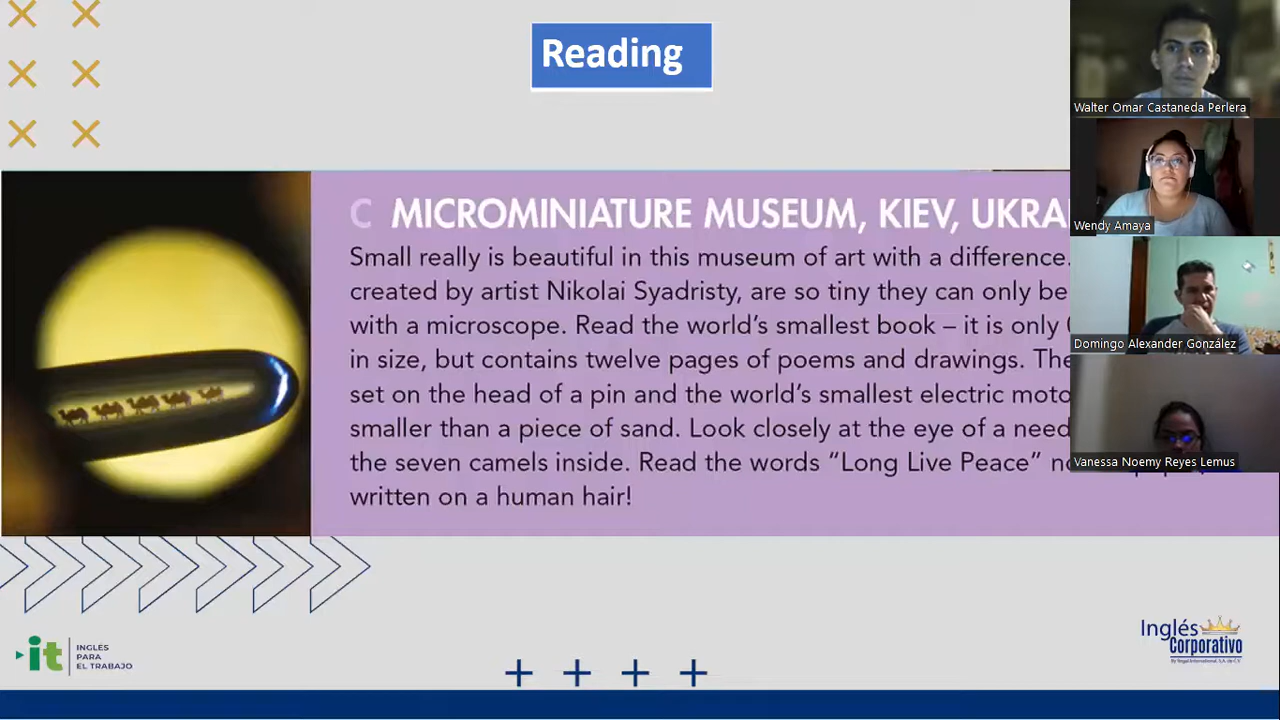 Reading
Walter Omar Castaneda Perlera
Wendy Amaya
Domingo Alexander González
Vanessa Noemy Reyes Lemus
C MICROMINIATURE MUSEUM, KIEV,
Small really is beautiful in this museum of art with a difference.
created by artist Nikolai Syadristy, are so tiny they can only be
with a microscope. Read the world's smallest book – it is only
in size, but contains twelve pages of poems and drawings.
set on the head of a pin and the world's smallest electric
smaller than a piece of sand. Look closely at the eye of a
the seven camels inside. Read the words “Long Live Peace”
written on a human hair!
it
INGLÉS
PARA
EL TRABAJO
Inglés
Corporativo